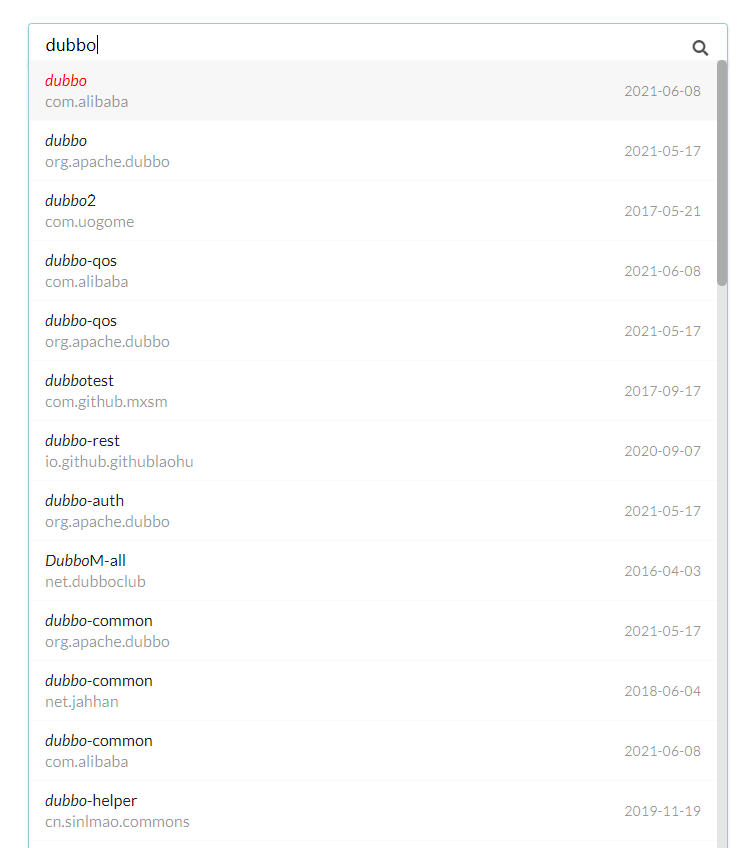 dubbo
dubbo
com.alibaba
2021-06-08
dubbo
org.apache.dubbo
2021-05-17
dubbo2
com.uogome
2017-05-21
dubbo-qos
com.alibaba
2021-06-08
dubbo-qos
org.apache.dubbo
2021-05-17
dubbotest
com.github.mxsm
2017-09-17
dubbo-rest
io.github.githublaohu
2020-09-07
dubbo-auth
org.apache.dubbo
2021-05-17
DubboM-all
net.dubboclub
2016-04-03
dubbo-common
org.apache.dubbo
2021-05-17
dubbo-common
net.jahhan
2018-06-04
dubbo-common
com.alibaba
2021-06-08
dubbo-helper
cn.sinlmao.commons
2019-11-19